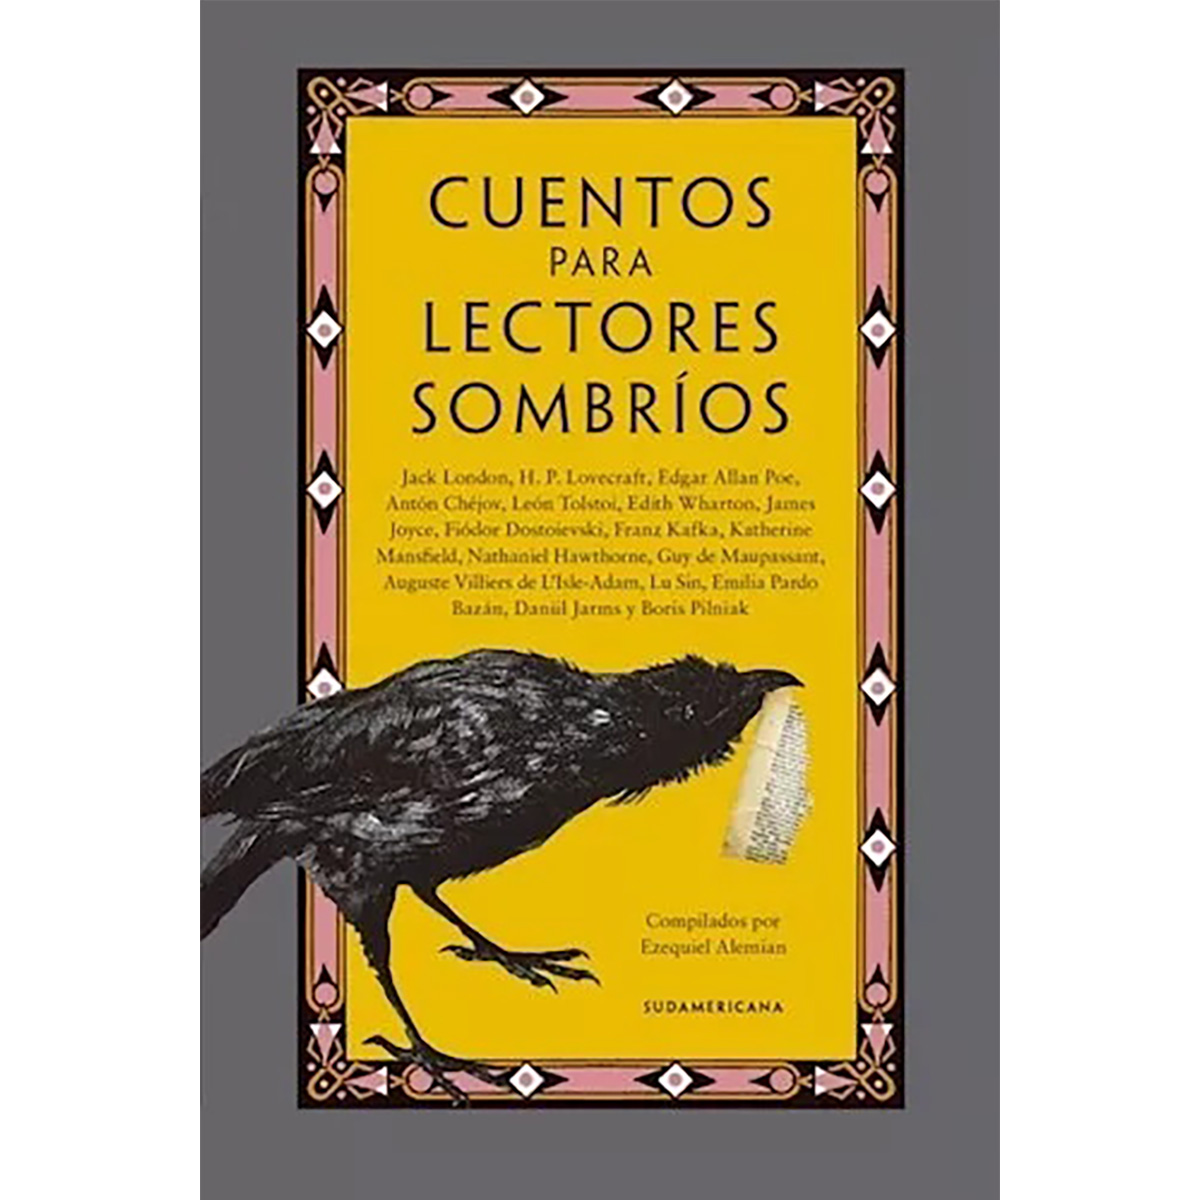 CUENTOS
PARA
LECTORES
SOMBRÍOS
Jack London, H. P. Lovecraft, Edgar Allan Poe,
Antón Chéjov, León Tolstoi, Edith Wharton, James
Joyce, Fiódor Dostoievski, Franz Kafka, Katherine
Mansfield, Nathaniel Hawthorne, Guy de Maupassant,
Auguste Villiers de L'Isle-Adam, Lu Sin, Emilia Pardo
Bazán, Daniil Jarms y Boris Pilniak
Compilados por
Ezequiel Alemian
SUDAMERICANA